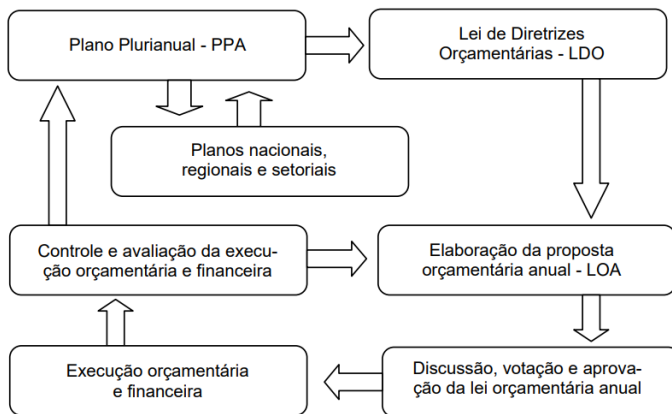 Plano Plurianual - PPA
Lei de Diretrizes
Orçamentárias - LDO
Planos nacionais,
regionais e setoriais
Controle e avaliação da execu-
ção orçamentária e financeira
Elaboração da proposta
orçamentária anual - LOA
Execução orçamentária
e financeira
Discussão, votação e aprova-
ção da lei orçamentária anual